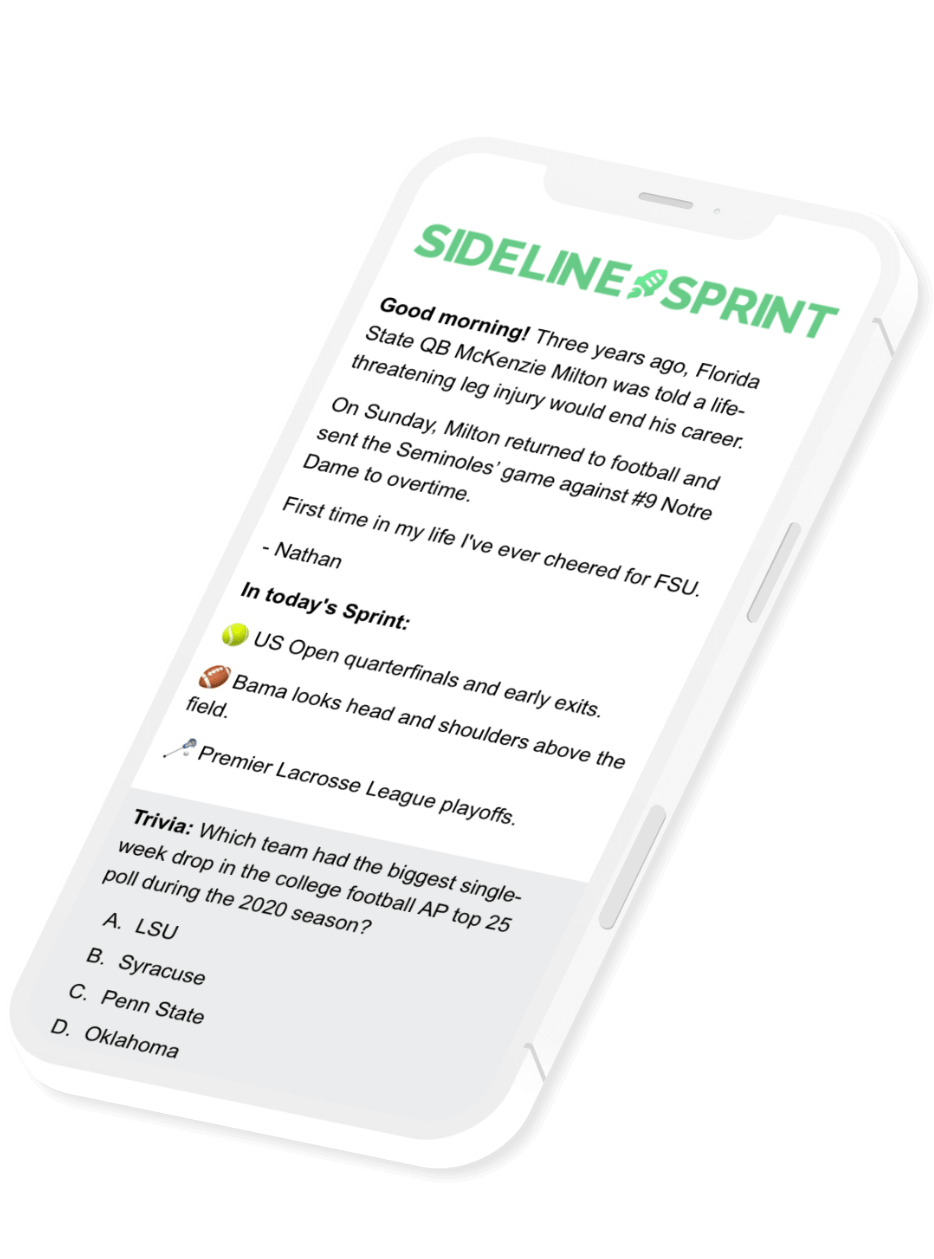 SIDELINE SPRINT
Good morning! Three years ago, Florida
State QB McKenzie Milton was told a life-
threatening leg injury would end his career.
On Sunday, Milton returned to football and
sent the Seminoles' game against #9 Notre
Dame to overtime.
First time in my life I've ever cheered for FSU.
- Nathan
In today's Sprint:
🎾 US Open quarterfinals and early exits.
🏈 Bama looks head and shoulders above the
field.
🥍 Premier Lacrosse League playoffs.
Trivia: Which team had the biggest single-
week drop in the college football AP top 25
poll during the 2020 season?
A. LSU
B. Syracuse
C. Penn State
D. Oklahoma